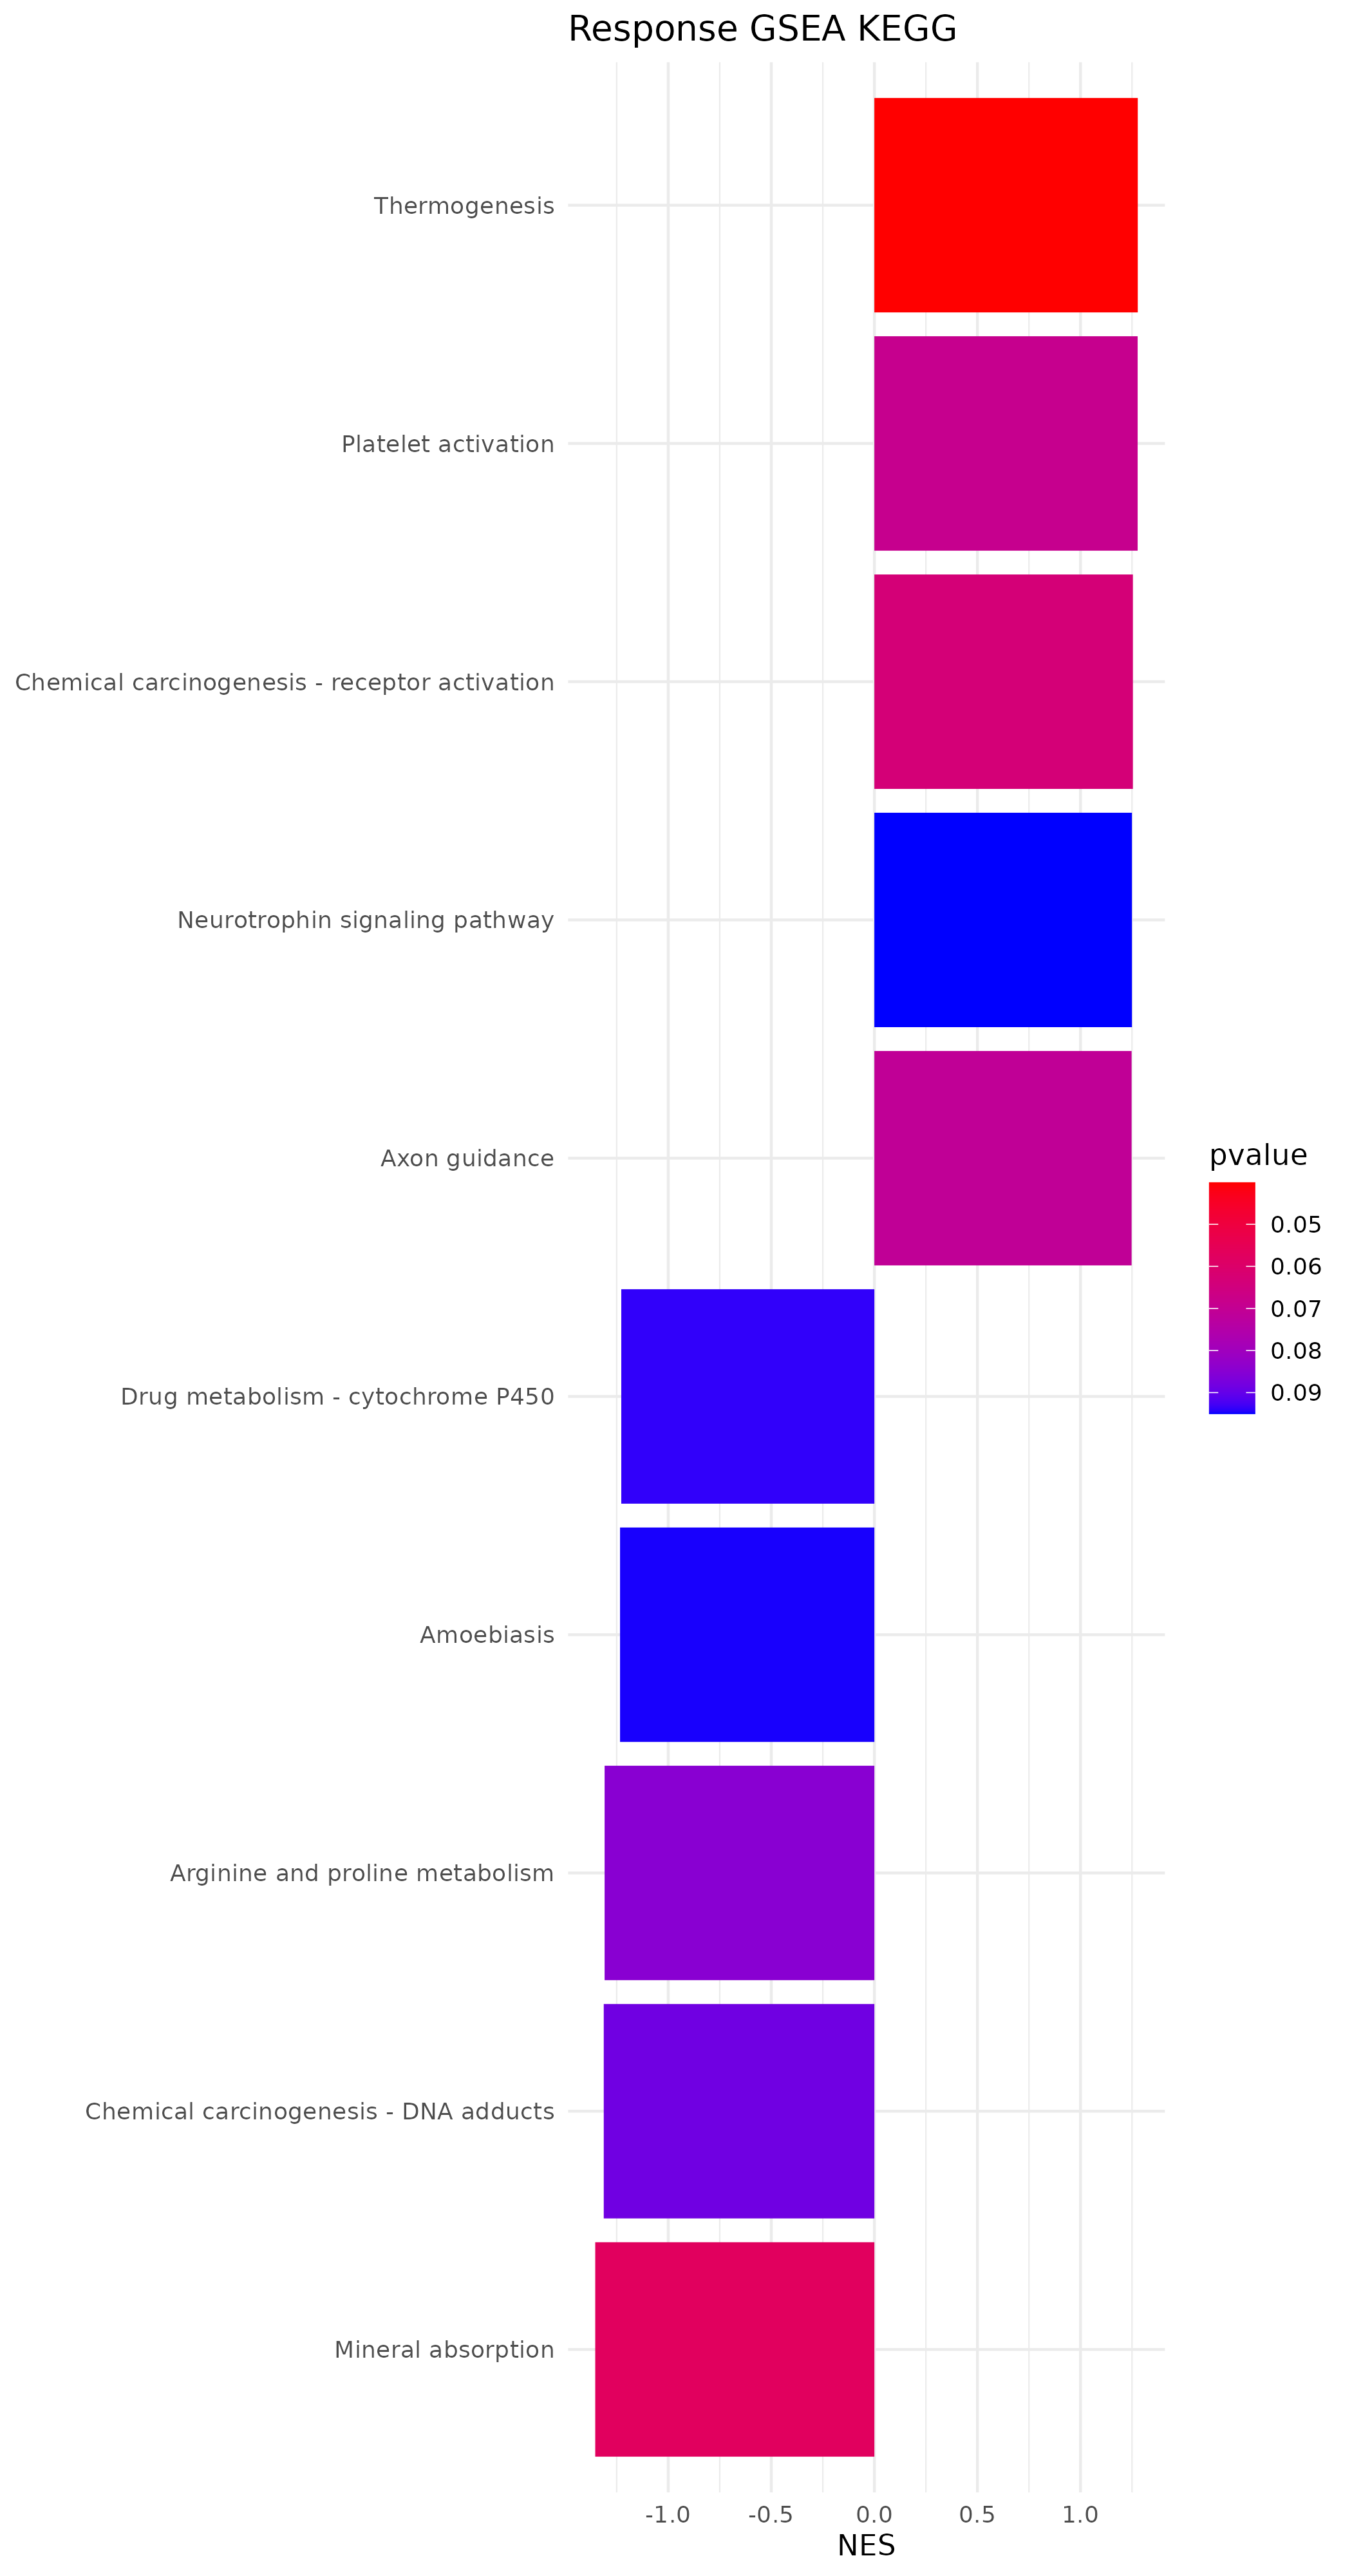 Response GSEA KEGG
Thermogenesis
Platelet activation
Chemical carcinogenesis - receptor activation
Neurotrophin signaling pathway
Axon guidance
Drug metabolism - cytochrome P450
Amoebiasis
Arginine and proline metabolism
Chemical carcinogenesis - DNA adducts
Mineral absorption
-1.0 -0.5 0.0 0.5 1.0
NES
pvalue
0.05
0.06
0.07
0.08
0.09